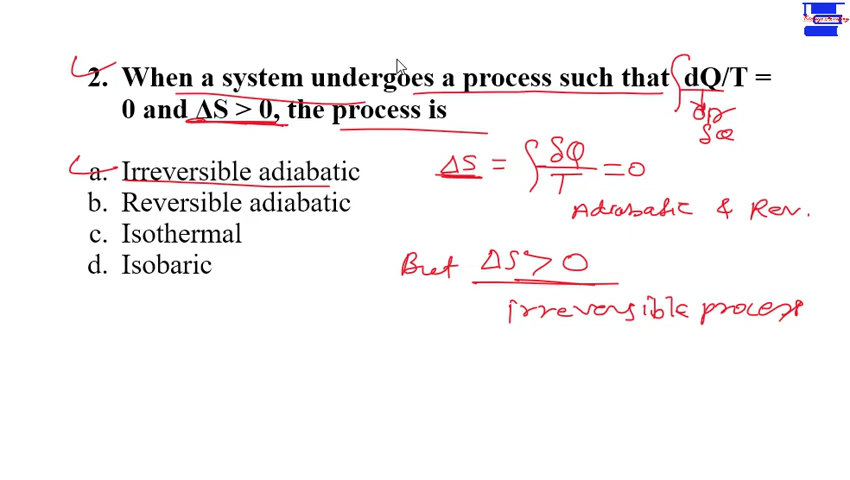 2. When a system undergoes a process such that ∫ dQ/T =
0 and ΔS > 0, the process is
δQ
a. Irreversible adiabatic
b. Reversible adiabatic
c. Isothermal
d. Isobaric
ΔS = ∫ δQ/T = 0
Adiabatic & Rev.
But ΔS > 0
irreversible process